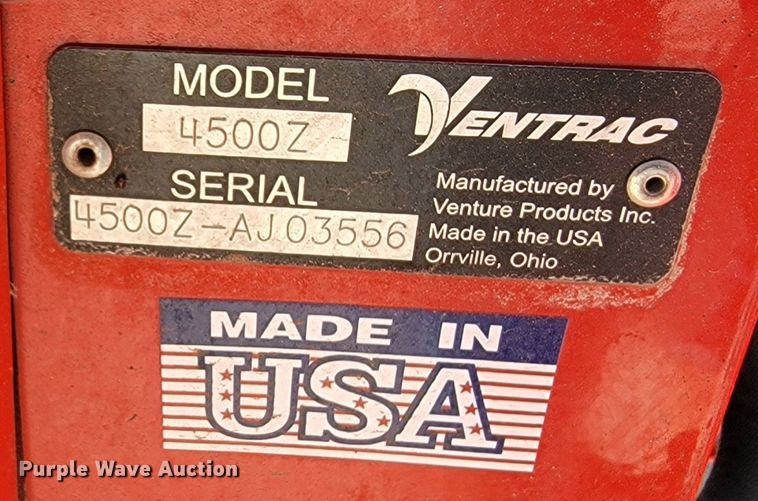 MODEL
4500Z
VENTRAC
SERIAL
4500Z-AJ03556
Manufactured by
Venture Products Inc.
Made in the USA
Orrville, Ohio
MADE IN
USA
Purple Wave Auction